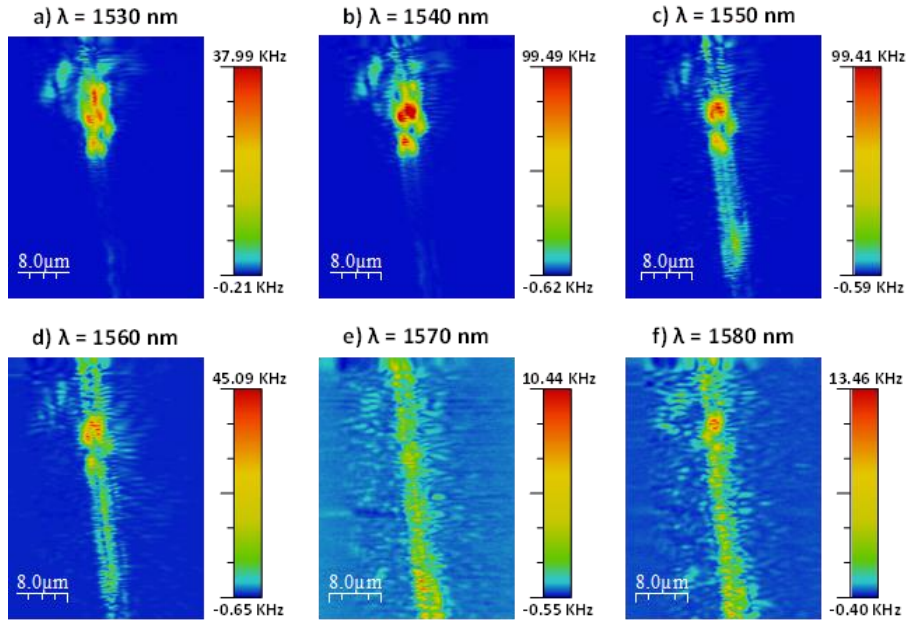 a) λ = 1530 nm
37.99 KHz
8.0μm
-0.21 KHz
b) λ = 1540 nm
99.49 KHz
8.0μm
-0.62 KHz
c) λ = 1550 nm
99.41 KHz
8.0μm
-0.59 KHz
d) λ = 1560 nm
45.09 KHz
8.0μm
-0.65 KHz
e) λ = 1570 nm
10.44 KHz
8.0μm
-0.55 KHz
f) λ = 1580 nm
13.46 KHz
8.0μm
-0.40 KHz